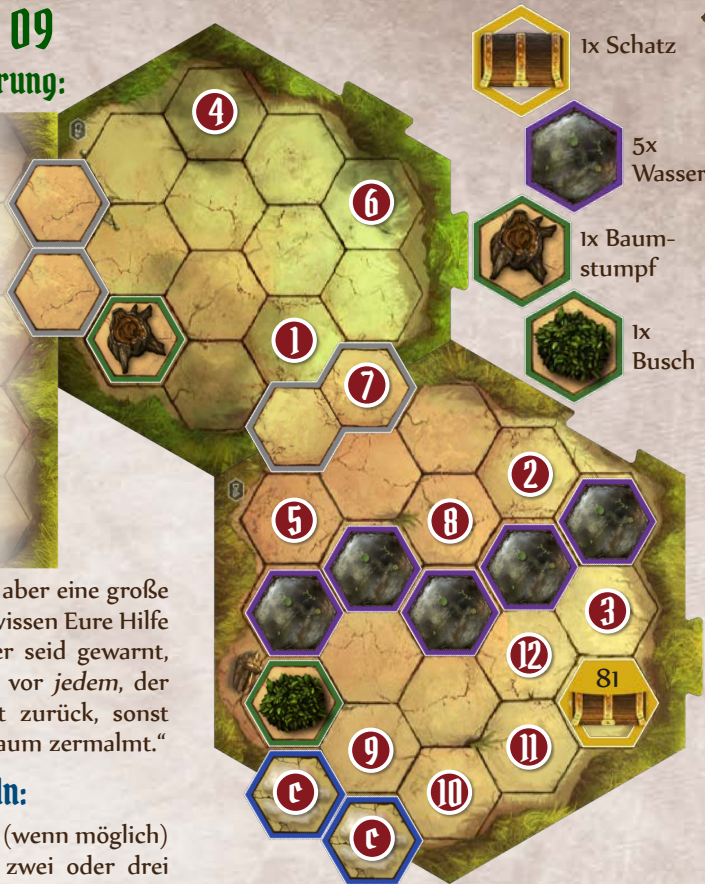 09
rung:
4
6
1
7
2
5
8
3
12
81
9
11
10
c
c
1x Schatz
5x
Wasser
1x Baum-
stumpf
1x
Busch
aber eine große
wissen Eure Hilfe
er seid gewarnt,
vor jedem, der
t zurück, sonst
aum zermalmt.“
ln:
(wenn möglich)
zwei oder drei